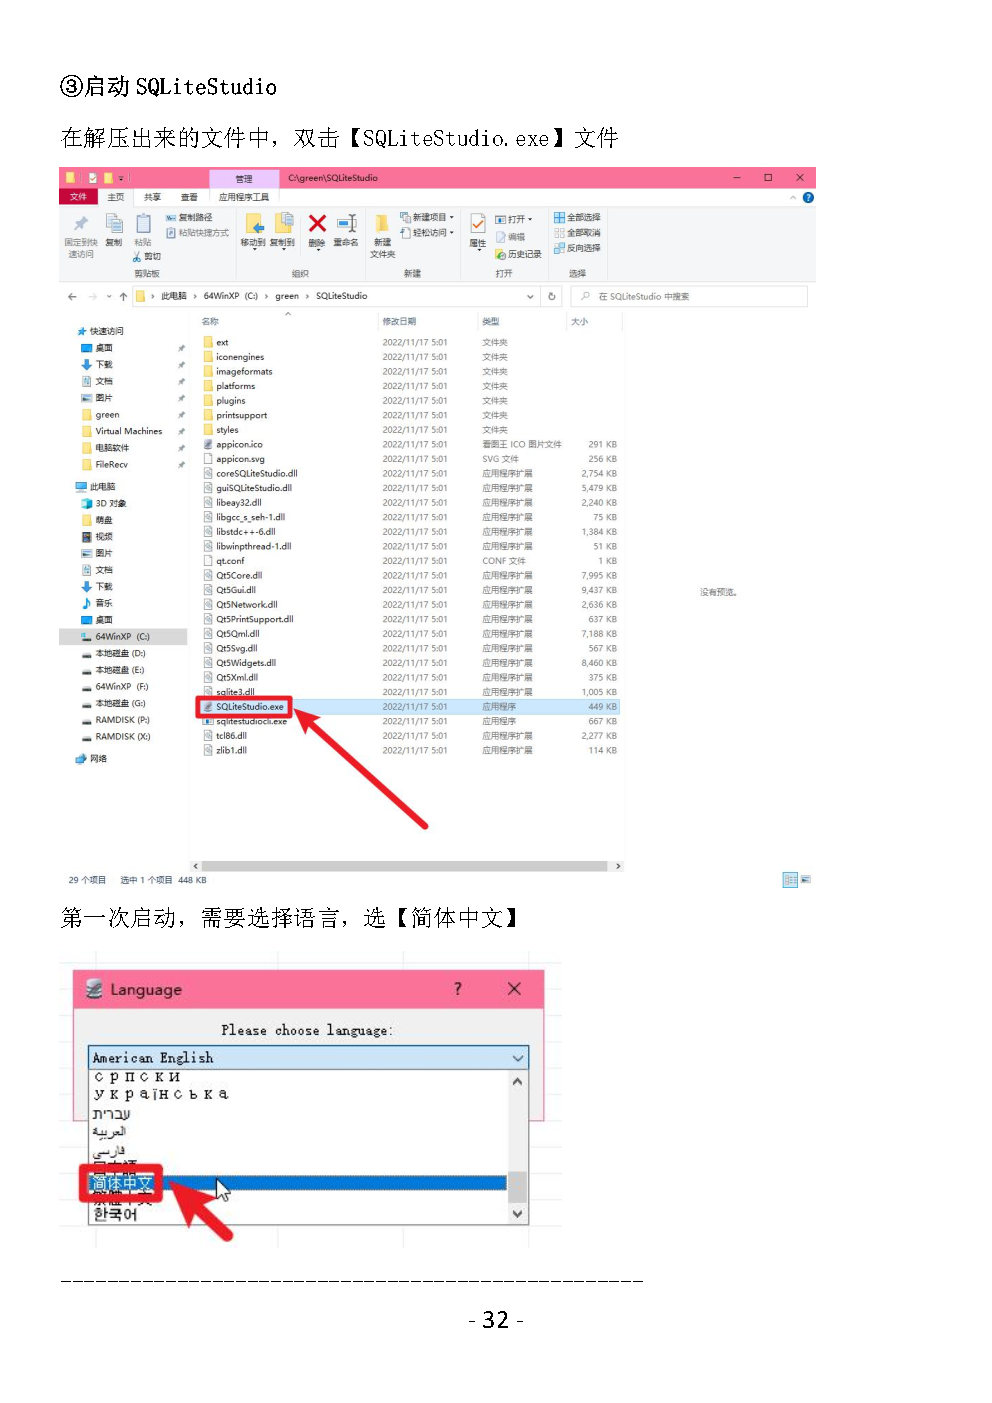 ③启动 SQLiteStudio
在解压出来的文件中，双击【SQLiteStudio.exe】文件
管理 C:\green\SQLiteStudio
文件 主页 共享 查看 应用程序工具
固定到快速访问 复制 粘贴 复制路径 粘贴快捷方式 剪切 移动到 复制到 删除 重命名 新建文件夹 新建项目 轻松访问 属性 打开 编辑 历史记录 全部选择 全部取消 反向选择
剪贴板 组织 新建 打开 选择
此电脑 › 64WinXP (C:) › green › SQLiteStudio 在 SQLiteStudio 中搜索
名称 修改日期 类型 大小
快速访问
桌面
下载
文档
图片
green
Virtual Machines
电脑软件
FileRecv
此电脑
3D 对象
萌盘
视频
图片
文档
下载
音乐
桌面
64WinXP (C:)
本地磁盘 (D:)
本地磁盘 (E:)
64WinXP (F:)
本地磁盘 (G:)
RAMDISK (P:)
RAMDISK (X:)
网络
ext 2022/11/17 5:01 文件夹
iconengines 2022/11/17 5:01 文件夹
imageformats 2022/11/17 5:01 文件夹
platforms 2022/11/17 5:01 文件夹
plugins 2022/11/17 5:01 文件夹
printsupport 2022/11/17 5:01 文件夹
styles 2022/11/17 5:01 文件夹
appicon.ico 2022/11/17 5:01 看图王 ICO 图片文件 291 KB
appicon.svg 2022/11/17 5:01 SVG 文件 256 KB
coreSQLiteStudio.dll 2022/11/17 5:01 应用程序扩展 2,754 KB
guiSQLiteStudio.dll 2022/11/17 5:01 应用程序扩展 5,479 KB
libeay32.dll 2022/11/17 5:01 应用程序扩展 2,240 KB
libgcc_s_seh-1.dll 2022/11/17 5:01 应用程序扩展 75 KB
libstdc++-6.dll 2022/11/17 5:01 应用程序扩展 1,384 KB
libwinpthread-1.dll 2022/11/17 5:01 应用程序扩展 51 KB
qt.conf 2022/11/17 5:01 CONF 文件 1 KB
Qt5Core.dll 2022/11/17 5:01 应用程序扩展 7,995 KB
Qt5Gui.dll 2022/11/17 5:01 应用程序扩展 9,437 KB
Qt5Network.dll 2022/11/17 5:01 应用程序扩展 2,636 KB
Qt5PrintSupport.dll 2022/11/17 5:01 应用程序扩展 637 KB
Qt5Qml.dll 2022/11/17 5:01 应用程序扩展 7,188 KB
Qt5Svg.dll 2022/11/17 5:01 应用程序扩展 567 KB
Qt5Widgets.dll 2022/11/17 5:01 应用程序扩展 8,460 KB
Qt5Xml.dll 2022/11/17 5:01 应用程序扩展 375 KB
sqlite3.dll 2022/11/17 5:01 应用程序扩展 1,005 KB
SQLiteStudio.exe 2022/11/17 5:01 应用程序 449 KB
sqlitestudiocli.exe 2022/11/17 5:01 应用程序 667 KB
tcl86.dll 2022/11/17 5:01 应用程序扩展 2,277 KB
zlib1.dll 2022/11/17 5:01 应用程序扩展 114 KB
没有预览。
29 个项目 选中 1 个项目 448 KB
第一次启动，需要选择语言，选【简体中文】
Language ?
Please choose language:
American English
српски
українська
עברית
العربية
فارسی
日本語
简体中文
繁體中文
한국어
- 32 -